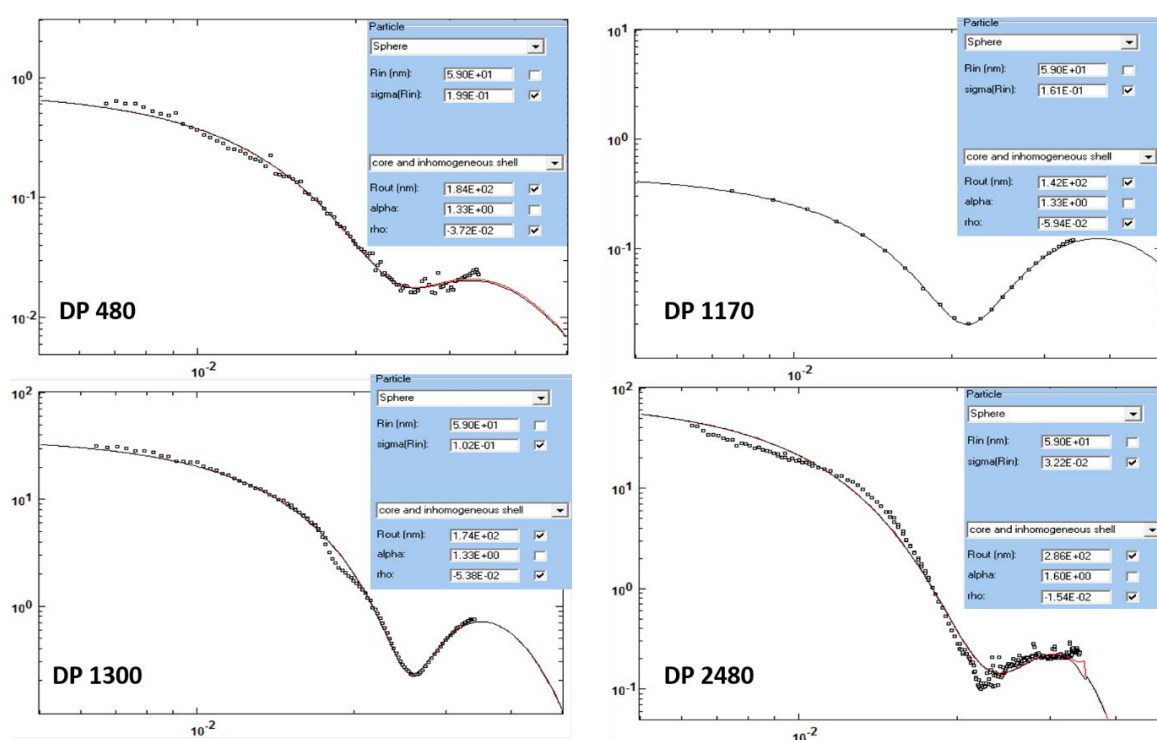 Particle
Sphere
Rin (nm): 5.90E+01
sigma(Rin): 1.99E-01
core and inhomogeneous shell
Rout (nm): 1.84E+02
alpha: 1.33E+00
rho: -3.72E-02
10^0
10^-1
10^-2
DP 480
10^-2
Particle
Sphere
Rin (nm): 5.90E+01
sigma(Rin): 1.61E-01
core and inhomogeneous shell
Rout (nm): 1.42E+02
alpha: 1.33E+00
rho: -5.94E-02
10^1
10^0
10^-1
DP 1170
10^-2
Particle
Sphere
Rin (nm): 5.90E+01
sigma(Rin): 1.02E-01
core and inhomogeneous shell
Rout (nm): 1.74E+02
alpha: 1.33E+00
rho: -5.38E-02
10^2
10^1
10^0
DP 1300
10^-2
Particle
Sphere
Rin (nm): 5.90E+01
sigma(Rin): 3.22E-02
core and inhomogeneous shell
Rout (nm): 2.86E+02
alpha: 1.60E+00
rho: -1.54E-02
10^2
10^1
10^0
10^-1
DP 2480
10^-2